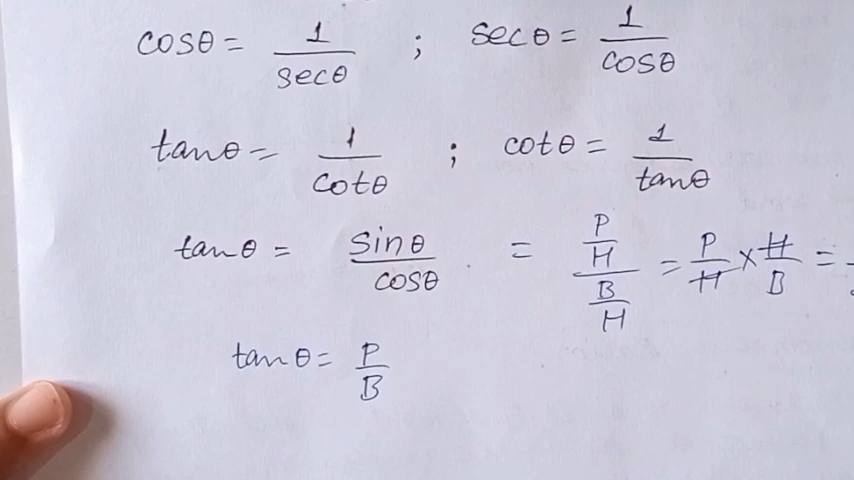 cosθ = 1/secθ ; secθ = 1/cosθ
tanθ = 1/cotθ ; cotθ = 1/tanθ
tanθ = sinθ/cosθ = (P/H)/(B/H) = P/H × H/B =
tanθ = P/B